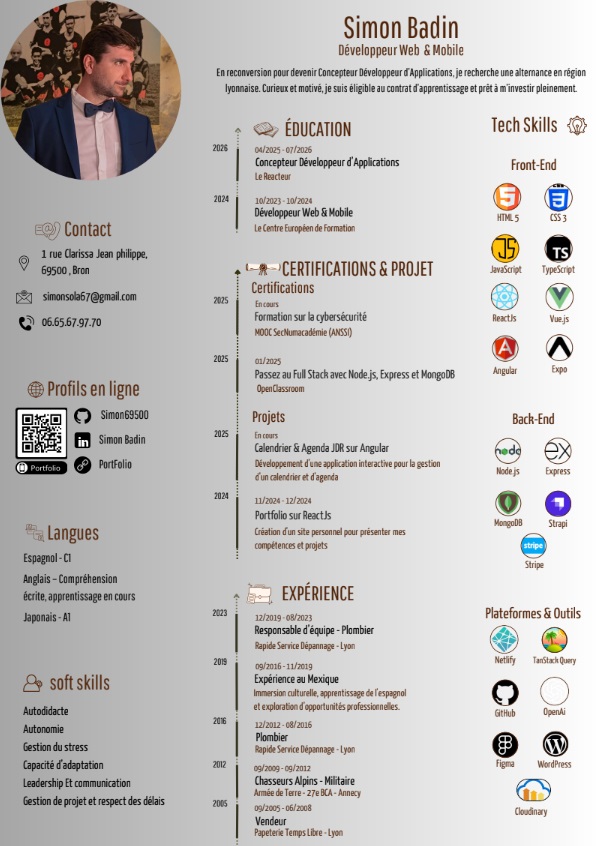 Simon Badin
Développeur Web & Mobile
En reconversion pour devenir Concepteur Développeur d'Applications, je recherche une alternance en région
lyonnaise. Curieux et motivé, je suis éligible au contrat d'apprentissage et prêt à m'investir pleinement.
Contact
1 rue Clarissa Jean philippe,
69500 , Bron
simonsola67@gmail.com
06.65.67.97.70
Profils en ligne
Simon69500
Simon Badin
PortFolio
Portfolio
Langues
Espagnol - C1
Anglais – Compréhension
écrite, apprentissage en cours
Japonais - A1
soft skills
Autodidacte
Autonomie
Gestion du stress
Capacité d'adaptation
Leadership Et communication
Gestion de projet et respect des délais
ÉDUCATION
2026
04/2025 - 07/2026
Concepteur Développeur d'Applications
Le Reacteur
2024
10/2023 - 10/2024
Développeur Web & Mobile
Le Centre Européen de Formation
CERTIFICATIONS & PROJET
Certifications
2025
En cours
Formation sur la cybersécurité
MOOC SecNumacadémie (ANSSI)
2025
01/2025
Passez au Full Stack avec Node.js, Express et MongoDB
OpenClassroom
Projets
2025
En cours
Calendrier & Agenda JDR sur Angular
Développement d'une application interactive pour la gestion
d'un calendrier et d'agenda
2024
11/2024 - 12/2024
Portfolio sur ReactJs
Création d'un site personnel pour présenter mes
compétences et projets
EXPÉRIENCE
2023
12/2019 - 08/2023
Responsable d'équipe - Plombier
Rapide Service Dépannage - Lyon
2019
09/2016 - 11/2019
Expérience au Mexique
Immersion culturelle, apprentissage de l'espagnol
et exploration d'opportunités professionnelles.
2016
12/2012 - 08/2016
Plombier
Rapide Service Dépannage - Lyon
2012
09/2009 - 09/2012
Chasseurs Alpins - Militaire
Armée de Terre - 27e BCA - Annecy
2005
09/2005 - 06/2008
Vendeur
Papeterie Temps Libre - Lyon
Tech Skills
Front-End
HTML 5
CSS 3
JS
TS
JavaScript
TypeScript
ReactJs
Vue.js
Angular
Expo
Back-End
node
ex
Node.js
Express
MongoDB
Strapi
stripe
Stripe
Plateformes & Outils
Netlify
TanStack Query
GitHub
OpenAi
Figma
WordPress
Cloudinary